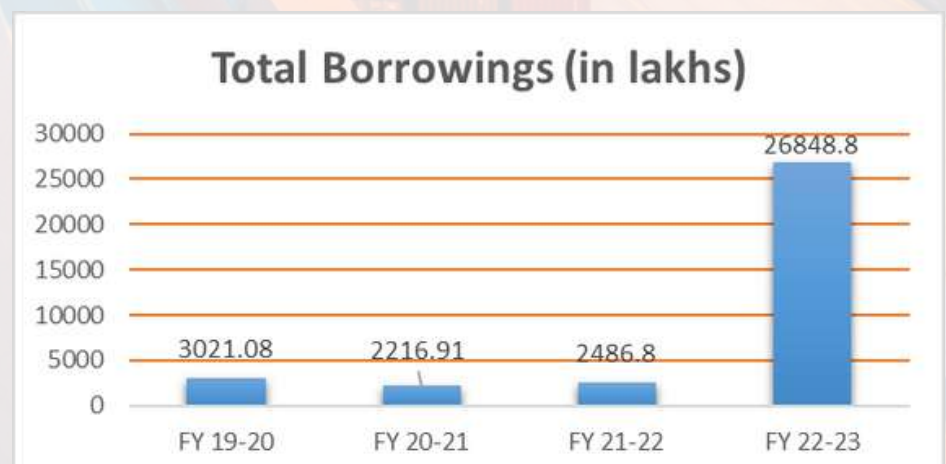 Total Borrowings (in lakhs)
30000
25000
20000
15000
10000
5000
0
3021.08
2216.91
2486.8
26848.8
FY 19-20
FY 20-21
FY 21-22
FY 22-23